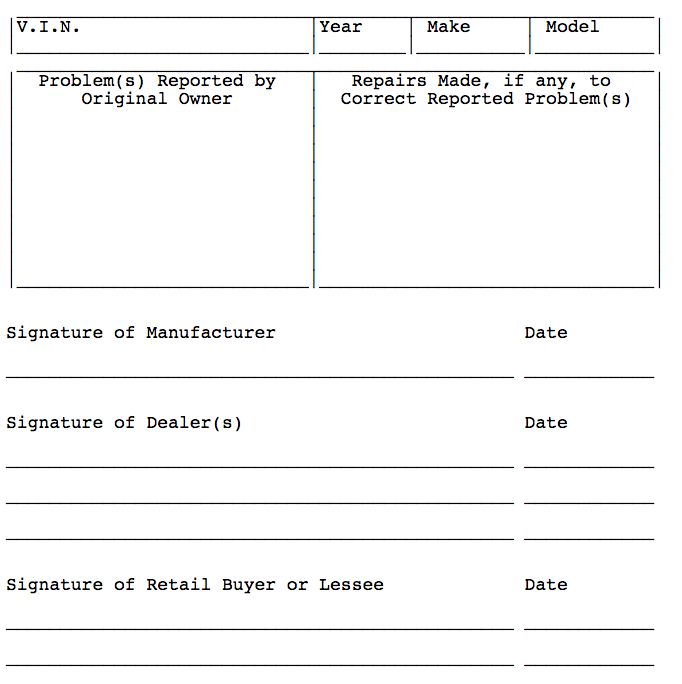 V.I.N. Year Make Model
Problem(s) Reported by Repairs Made, if any, to
Original Owner Correct Reported Problem(s)
Signature of Manufacturer Date
Signature of Dealer(s) Date
Signature of Retail Buyer or Lessee Date